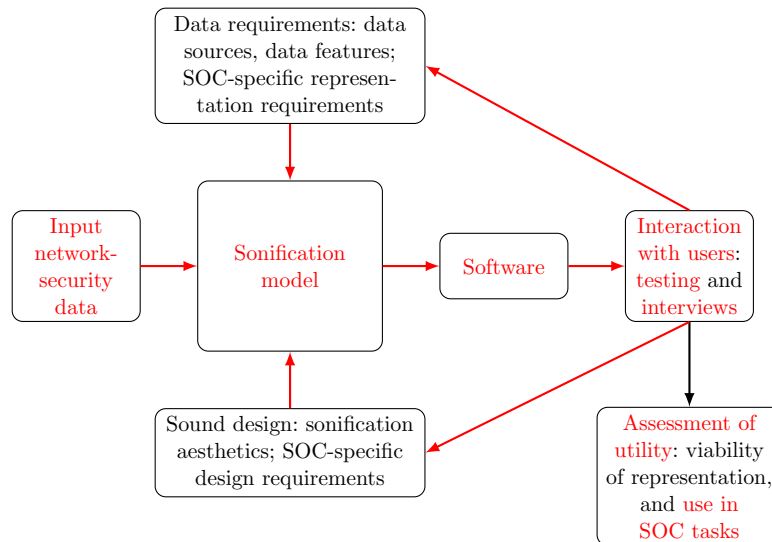 Data requirements: data
sources, data features;
SOC-specific represen-
tation requirements
Input
network-
security
data
Sonification
model
Software
Interaction
with users:
testing and
interviews
Sound design: sonification
aesthetics; SOC-specific
design requirements
Assessment of
utility: viability
of representation,
and use in
SOC tasks